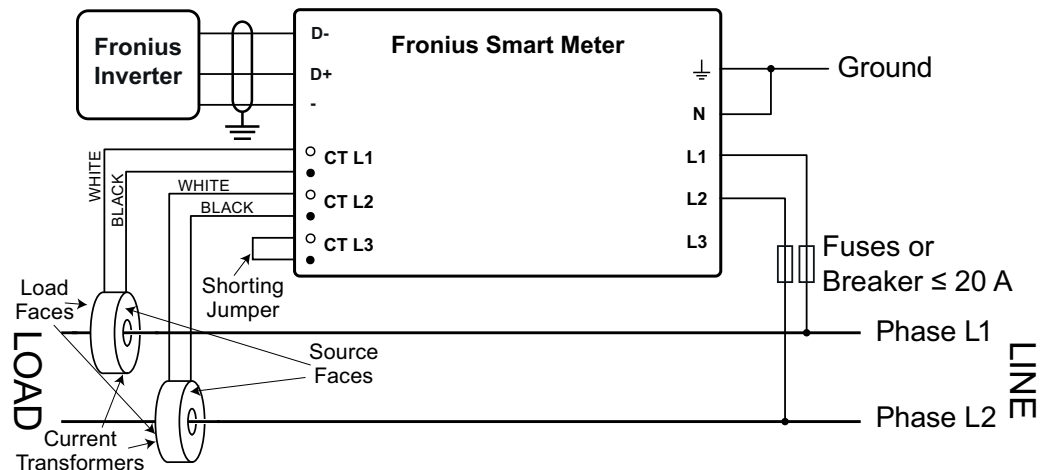 Fronius
Inverter
D-
D+
-
Fronius Smart Meter
Ground
N
L1
L2
L3
CT L1
CT L2
CT L3
WHITE
BLACK
WHITE
BLACK
Shorting
Jumper
Fuses or
Breaker ≤ 20 A
Load
Faces
Source
Faces
Current
Transformers
LOAD
LINE
Phase L1
Phase L2